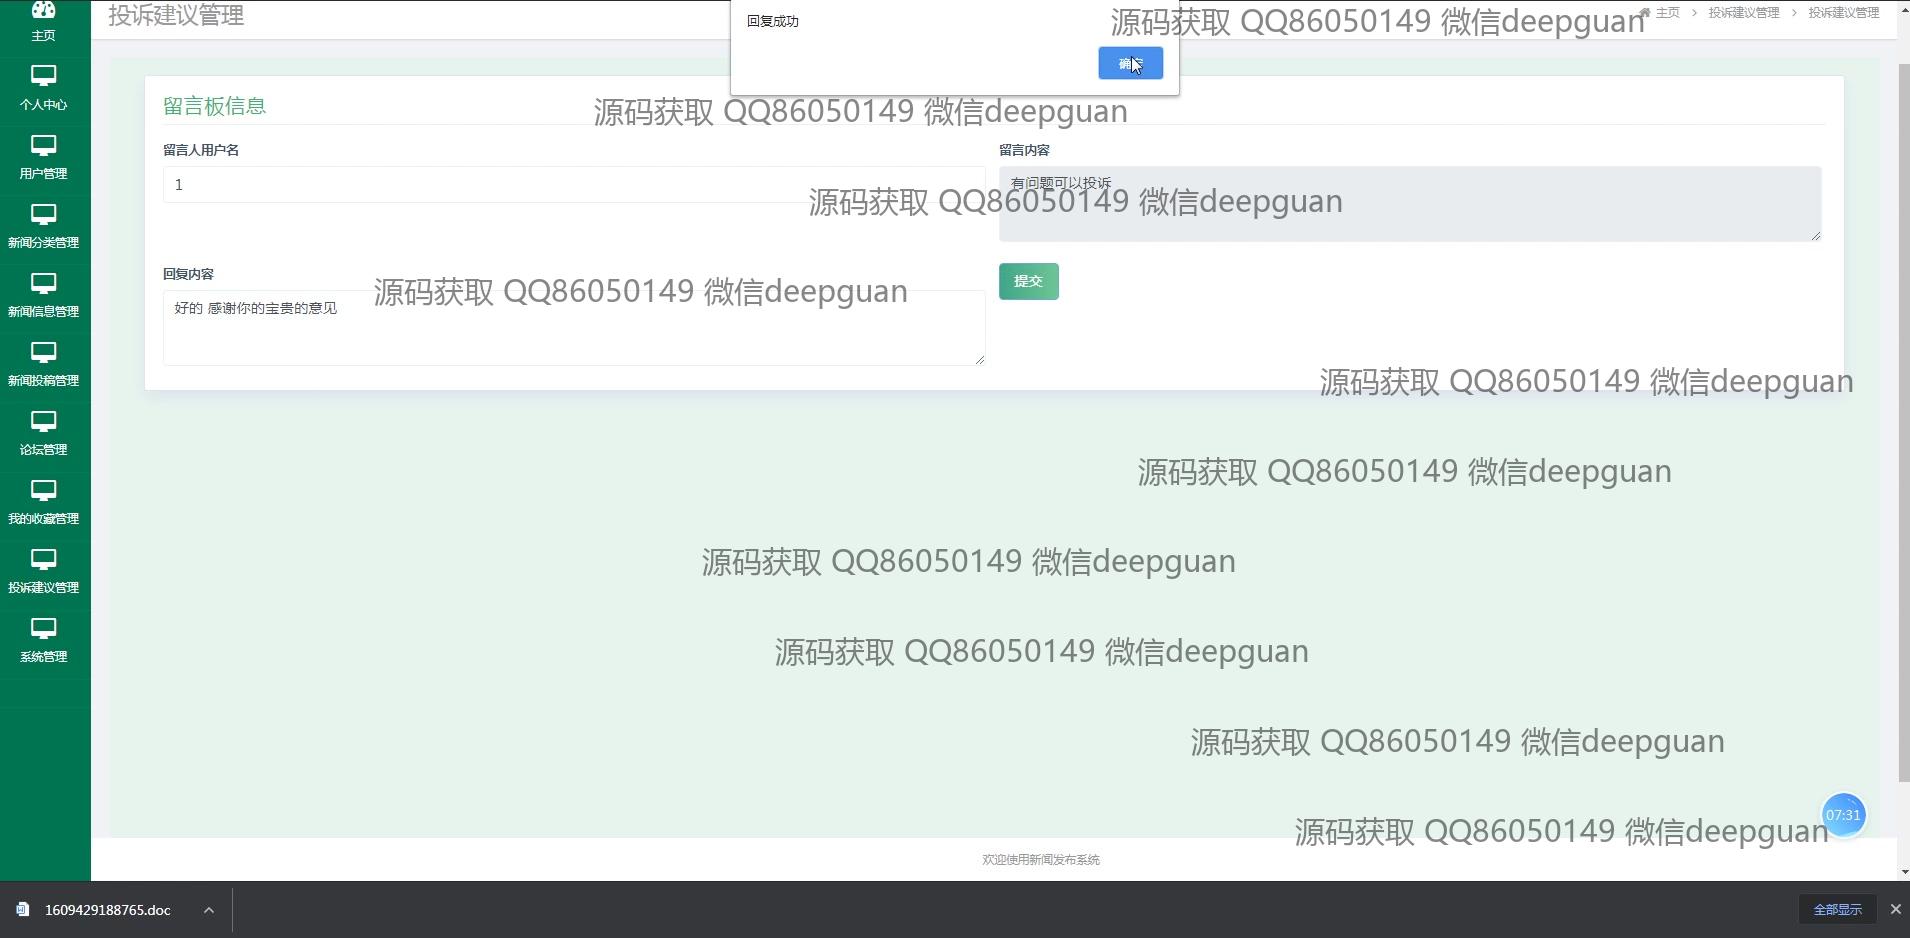 投诉建议管理
回复成功
确定
源码获取 QQ86050149 微信deepguan
主页 > 投诉建议管理 > 投诉建议管理
主页
个人中心
用户管理
新闻分类管理
新闻信息管理
新闻投稿管理
论坛管理
我的收藏管理
投诉建议管理
系统管理
留言板信息
源码获取 QQ86050149 微信deepguan
留言人用户名
留言内容
1
有问题可以投诉
源码获取 QQ86050149 微信deepguan
回复内容
提交
源码获取 QQ86050149 微信deepguan
好的 感谢你的宝贵的意见
源码获取 QQ86050149 微信deepguan
源码获取 QQ86050149 微信deepguan
源码获取 QQ86050149 微信deepguan
源码获取 QQ86050149 微信deepguan
源码获取 QQ86050149 微信deepguan
07:31
源码获取 QQ86050149 微信deepguan
欢迎使用新闻发布系统
1609429188765.doc
全部显示